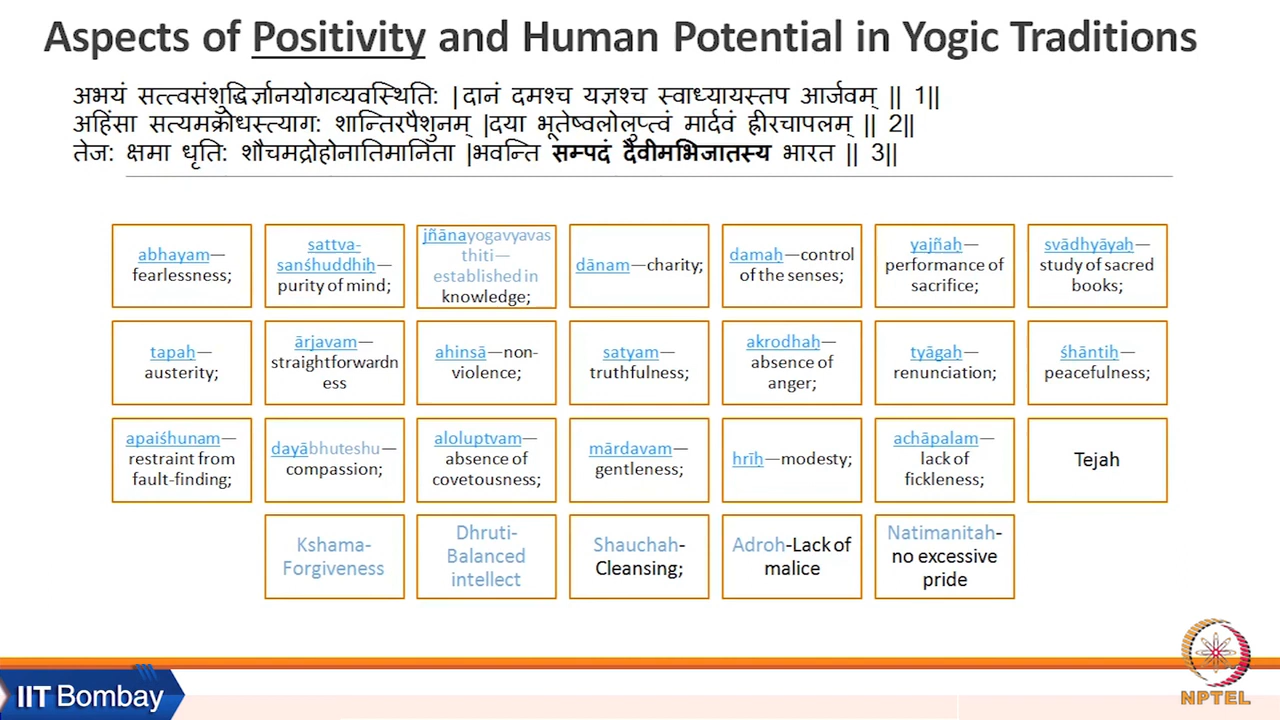 Aspects of Positivity and Human Potential in Yogic Traditions
अभयं सत्त्वसंशुद्धिर्ज्ञानयोगव्यवस्थिति: |दानं दमश्च यज्ञश्च स्वाध्यायस्तप आर्जवम् || 1||
अहिंसा सत्यमक्रोधस्त्याग: शान्तिरपैशुनम् |दया भूतेष्वलोलुप्त्वं मार्दवं ह्रीरचापलम् || 2||
तेज: क्षमा धृति: शौचमद्रोहोनातिमानिता |भवन्ति सम्पदं दैवीमभिजातस्य भारत || 3||
abhayam—
fearlessness;
sattva-
sanśhuddhiḥ—
purity of mind;
jñānayogavyavas
thiti—
established in
knowledge;
dānam—charity;
damaḥ—control
of the senses;
yajñaḥ—
performance of
sacrifice;
svādhyāyaḥ—
study of sacred
books;
tapaḥ—
austerity;
ārjavam—
straightforwardn
ess
ahinsā—non-
violence;
satyam—
truthfulness;
akrodhaḥ—
absence of
anger;
tyāgaḥ—
renunciation;
śhāntiḥ—
peacefulness;
apaiśhunam—
restraint from
fault-finding;
dayābhuteshu—
compassion;
aloluptvam—
absence of
covetousness;
mārdavam—
gentleness;
hrīḥ—modesty;
achāpalam—
lack of
fickleness;
Tejah
Kshama-
Forgiveness
Dhruti-
Balanced
intellect
Shauchah-
Cleansing;
Adroh-Lack of
malice
Natimanitah-
no excessive
pride
IIT Bombay
NPTEL